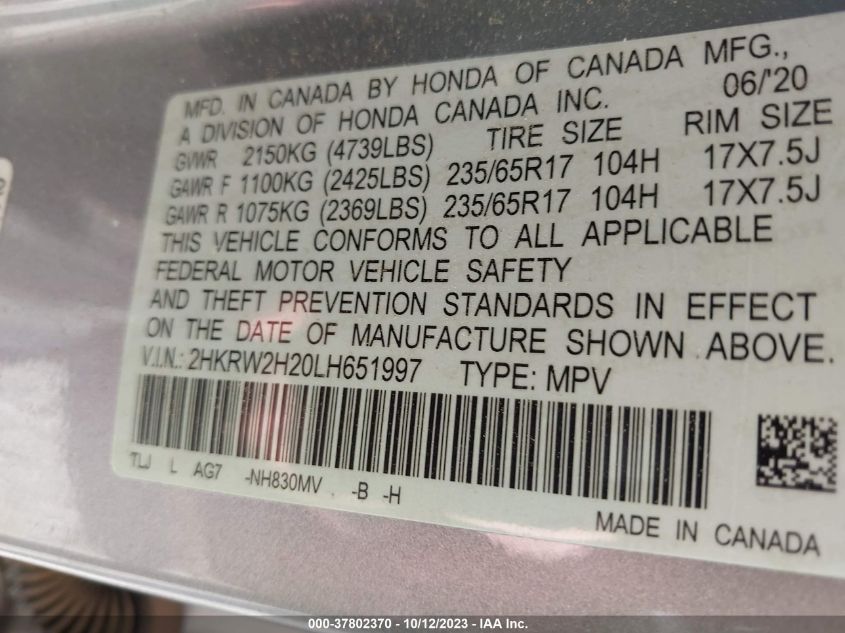 MFD. IN CANADA BY HONDA OF CANADA MFG.,
A DIVISION OF HONDA CANADA INC. 06/'20
GVWR 2150KG (4739LBS) TIRE SIZE RIM SIZE
GAWR F 1100KG (2425LBS) 235/65R17 104H 17X7.5J
GAWR R 1075KG (2369LBS) 235/65R17 104H 17X7.5J
THIS VEHICLE CONFORMS TO ALL APPLICABLE
FEDERAL MOTOR VEHICLE SAFETY
AND THEFT PREVENTION STANDARDS IN EFFECT
ON THE DATE OF MANUFACTURE SHOWN ABOVE.
V.I.N.: 2HKRW2H20LH651997 TYPE: MPV
TLJ L AG7 -NH830MV -B -H
MADE IN CANADA
000-37802370 - 10/12/2023 - IAA Inc.